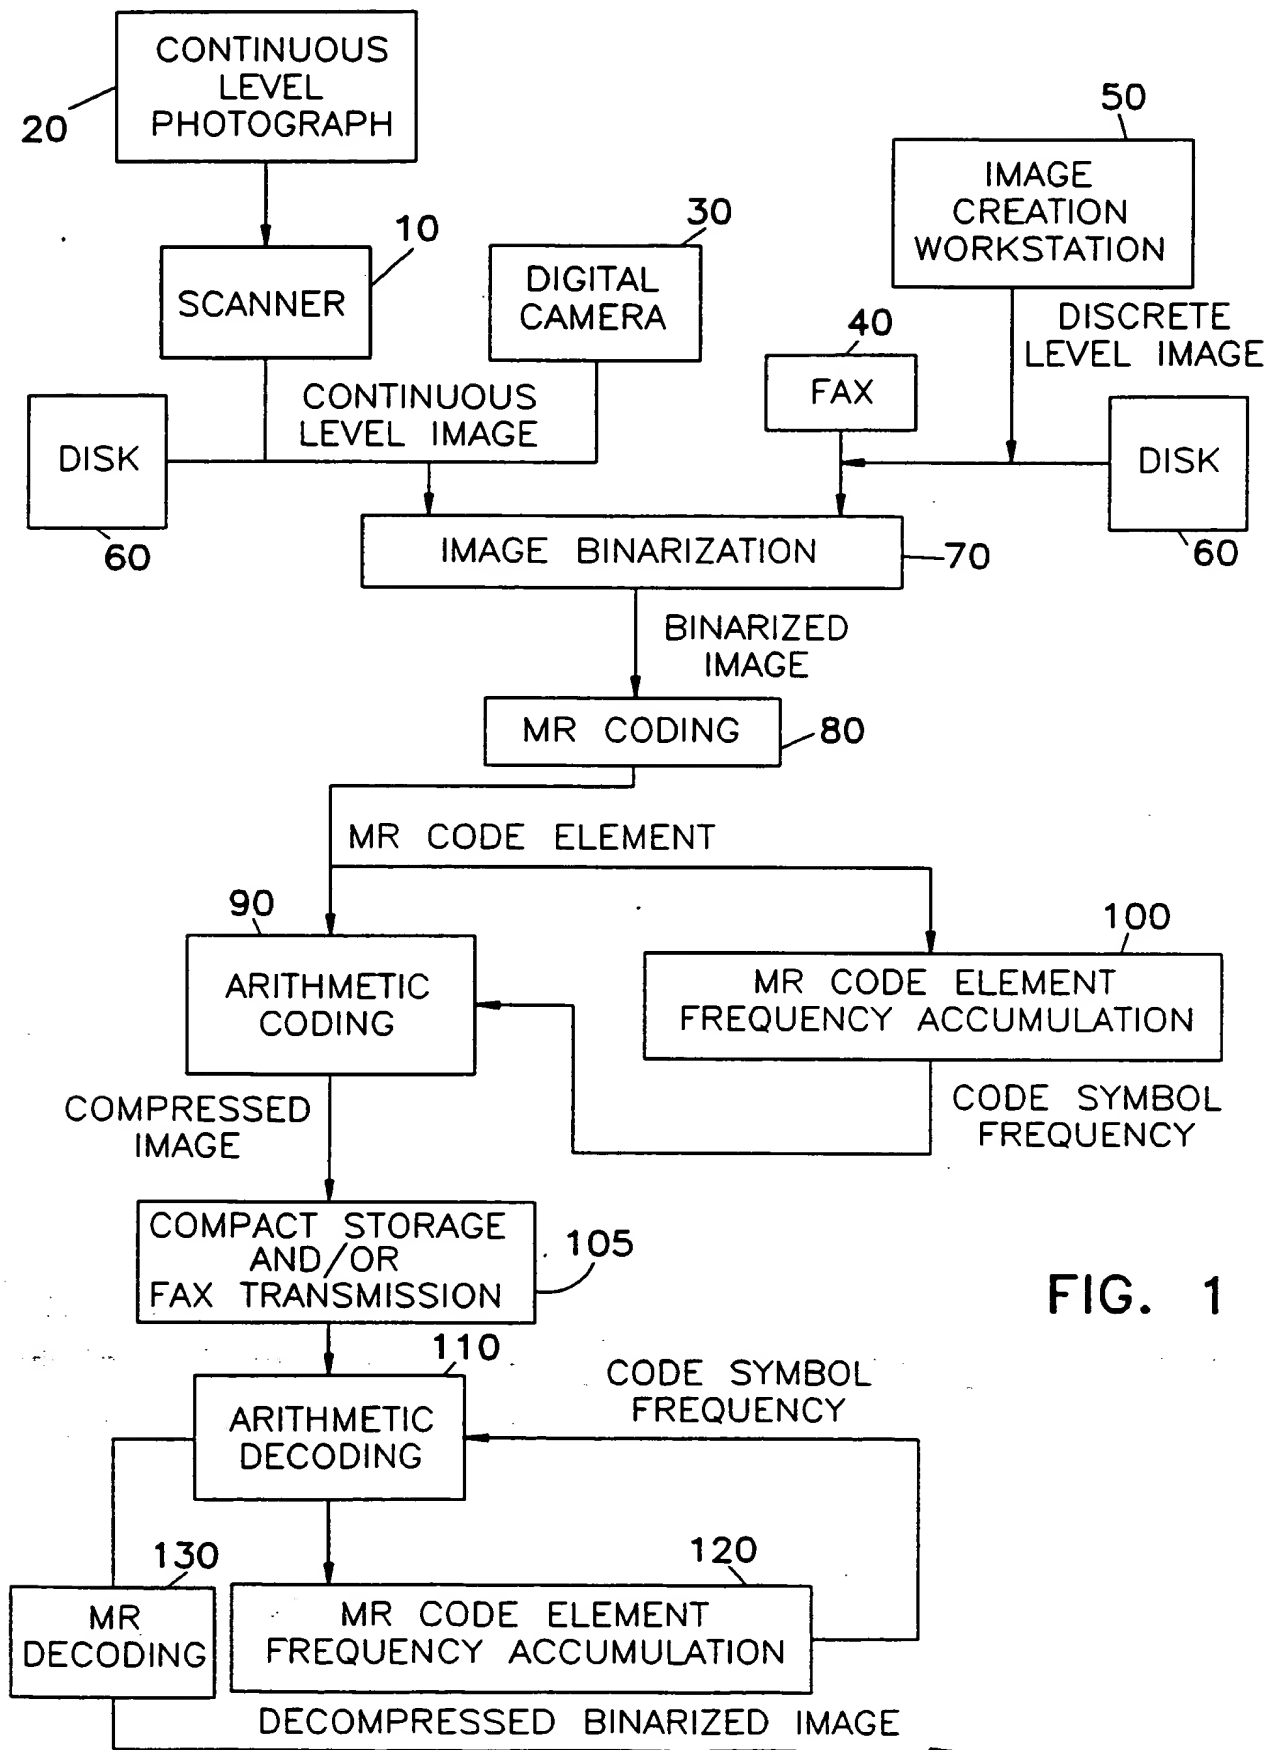 CONTINUOUS
LEVEL
PHOTOGRAPH
20
50
IMAGE
CREATION
WORKSTATION
10
30
SCANNER
DIGITAL
CAMERA
40
DISCRETE
LEVEL IMAGE
FAX
CONTINUOUS
LEVEL IMAGE
DISK
DISK
60
60
IMAGE BINARIZATION
70
BINARIZED
IMAGE
MR CODING
80
MR CODE ELEMENT
90
100
ARITHMETIC
CODING
MR CODE ELEMENT
FREQUENCY ACCUMULATION
COMPRESSED
IMAGE
CODE SYMBOL
FREQUENCY
COMPACT STORAGE
AND/OR
FAX TRANSMISSION
105
FIG. 1
110
CODE SYMBOL
FREQUENCY
ARITHMETIC
DECODING
130
120
MR
DECODING
MR CODE ELEMENT
FREQUENCY ACCUMULATION
DECOMPRESSED BINARIZED IMAGE